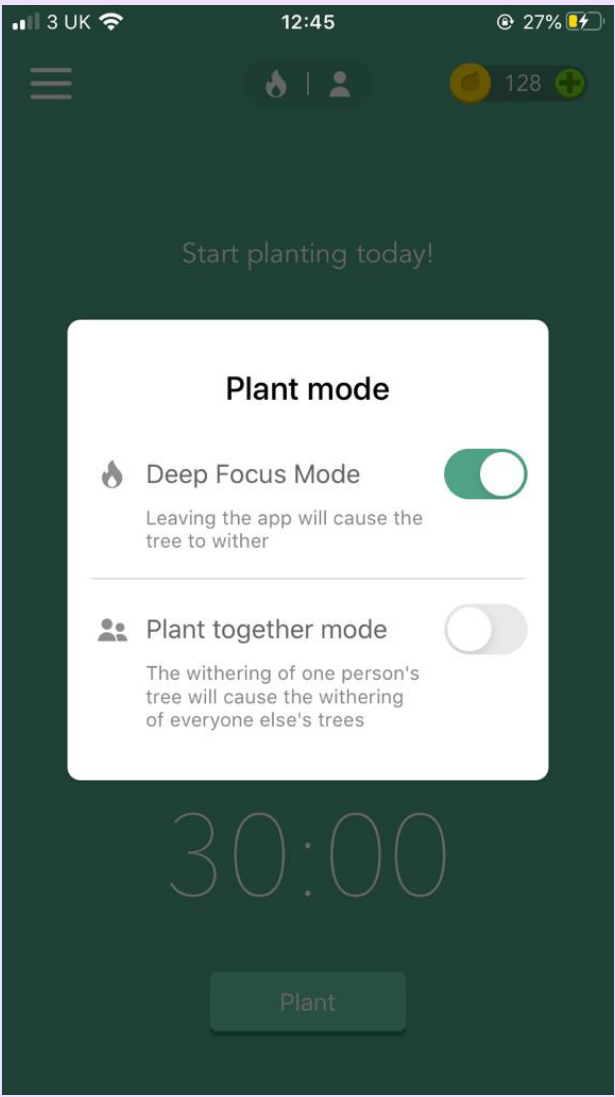 3 UK 12:45 27%
128
Start planting today!
Plant mode
Deep Focus Mode
Leaving the app will cause the
tree to wither
Plant together mode
The withering of one person's
tree will cause the withering
of everyone else's trees
30:00
Plant